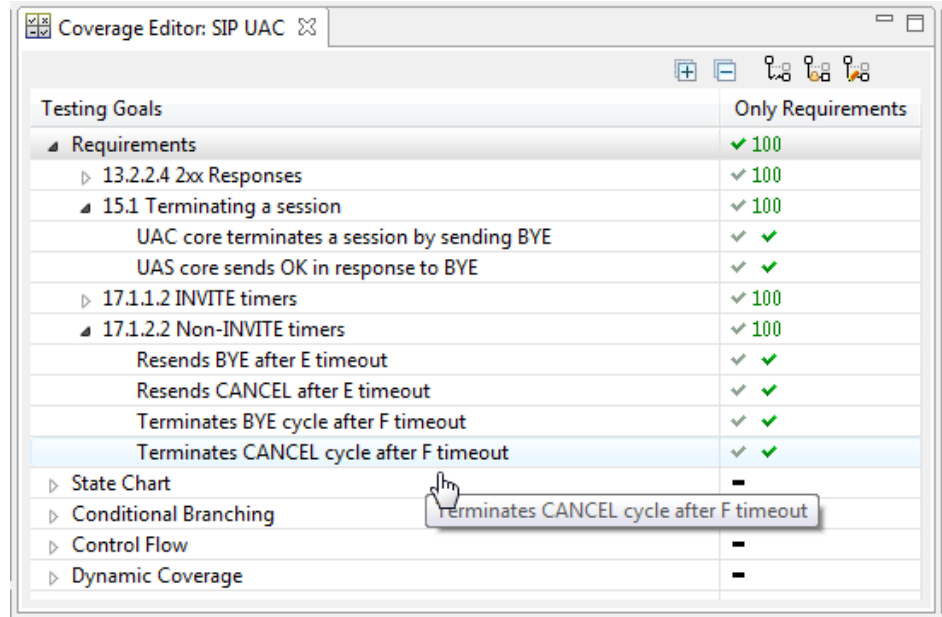 Coverage Editor: SIP UAC
Testing Goals Only Requirements
Requirements 100
13.2.2.4 2xx Responses 100
15.1 Terminating a session 100
UAC core terminates a session by sending BYE
UAS core sends OK in response to BYE
17.1.1.2 INVITE timers 100
17.1.2.2 Non-INVITE timers 100
Resends BYE after E timeout
Resends CANCEL after E timeout
Terminates BYE cycle after F timeout
Terminates CANCEL cycle after F timeout
State Chart
Conditional Branching
Terminates CANCEL cycle after F timeout
Control Flow
Dynamic Coverage